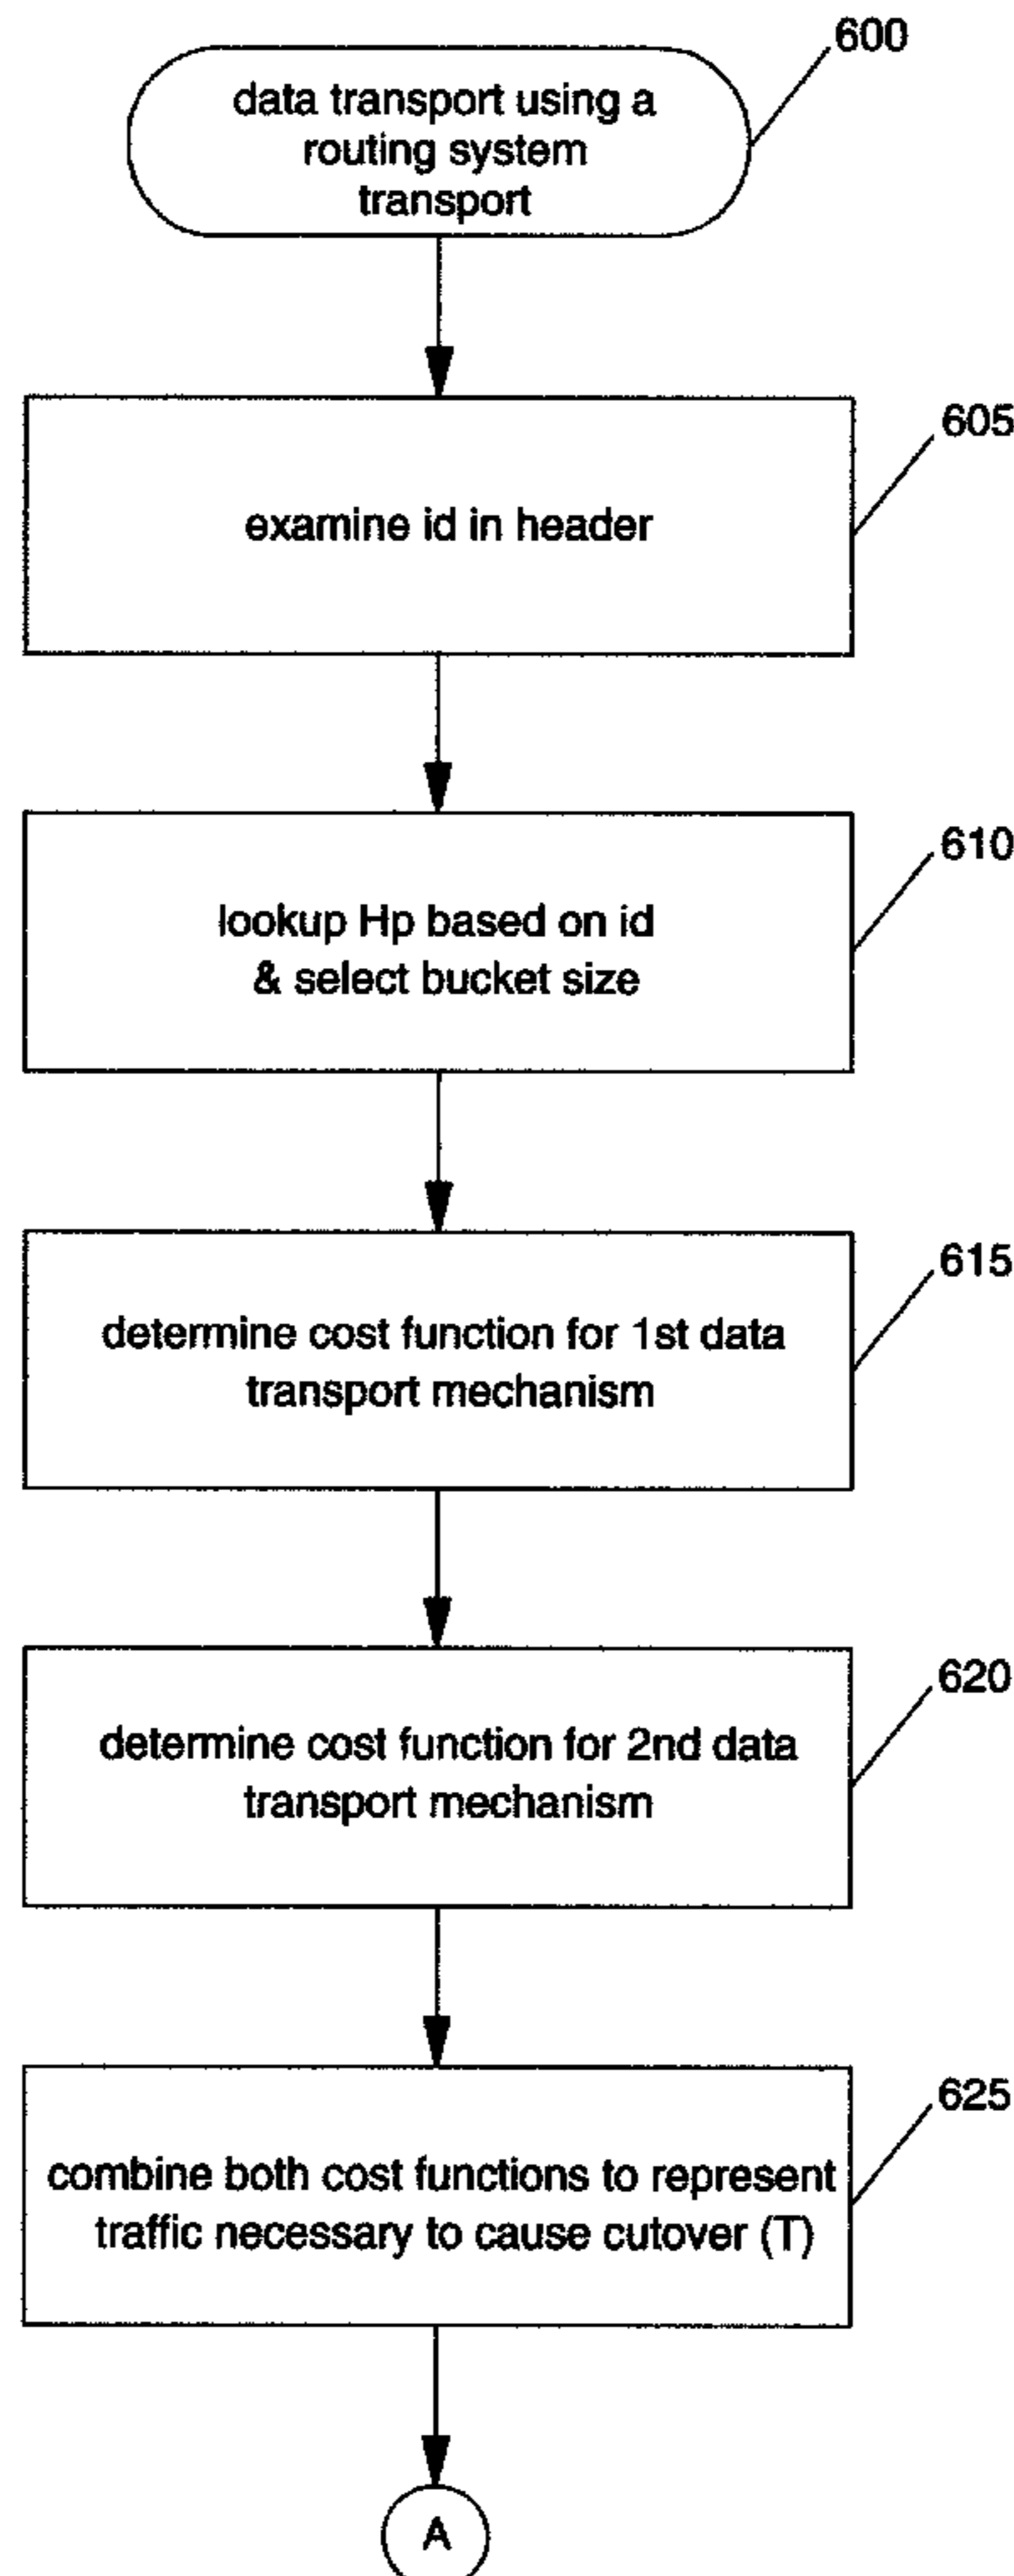 600
data transport using a
routing system
transport
605
examine id in header
610
lookup Hp based on id
& select bucket size
615
determine cost function for 1st data
transport mechanism
620
determine cost function for 2nd data
transport mechanism
625
combine both cost functions to represent
traffic necessary to cause cutover (T)
A